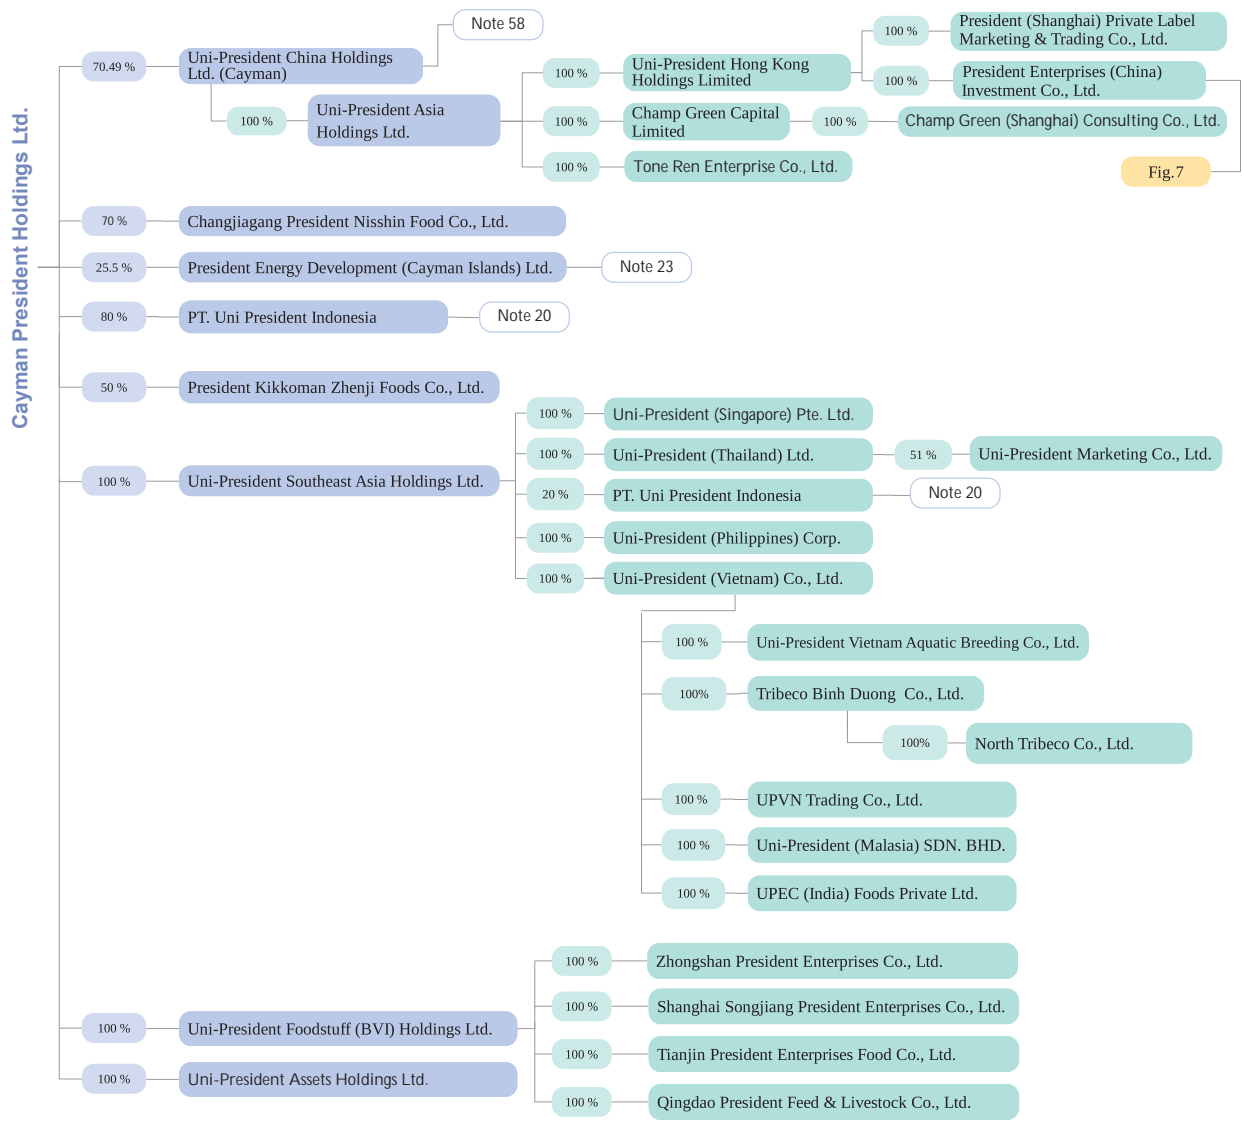 Cayman President Holdings Ltd.
Note 58
70.49 %
Uni-President China Holdings
Ltd. (Cayman)
100 %
Uni-President Asia
Holdings Ltd.
100 %
Uni-President Hong Kong
Holdings Limited
100 %
President (Shanghai) Private Label
Marketing & Trading Co., Ltd.
100 %
President Enterprises (China)
Investment Co., Ltd.
100 %
Champ Green Capital
Limited
100 %
Champ Green (Shanghai) Consulting Co., Ltd.
100 %
Tone Ren Enterprise Co., Ltd.
Fig.7
70 %
Changjiagang President Nisshin Food Co., Ltd.
25.5 %
President Energy Development (Cayman Islands) Ltd.
Note 23
80 %
PT. Uni President Indonesia
Note 20
50 %
President Kikkoman Zhenji Foods Co., Ltd.
100 %
Uni-President Southeast Asia Holdings Ltd.
100 %
Uni-President (Singapore) Pte. Ltd.
100 %
Uni-President (Thailand) Ltd.
51 %
Uni-President Marketing Co., Ltd.
20 %
PT. Uni President Indonesia
Note 20
100 %
Uni-President (Philippines) Corp.
100 %
Uni-President (Vietnam) Co., Ltd.
100 %
Uni-President Vietnam Aquatic Breeding Co., Ltd.
100%
Tribeco Binh Duong  Co., Ltd.
100%
North Tribeco Co., Ltd.
100 %
UPVN Trading Co., Ltd.
100 %
Uni-President (Malasia) SDN. BHD.
100 %
UPEC (India) Foods Private Ltd.
100 %
Uni-President Foodstuff (BVI) Holdings Ltd.
100 %
Zhongshan President Enterprises Co., Ltd.
100 %
Shanghai Songjiang President Enterprises Co., Ltd.
100 %
Tianjin President Enterprises Food Co., Ltd.
100 %
Qingdao President Feed & Livestock Co., Ltd.
100 %
Uni-President Assets Holdings Ltd.